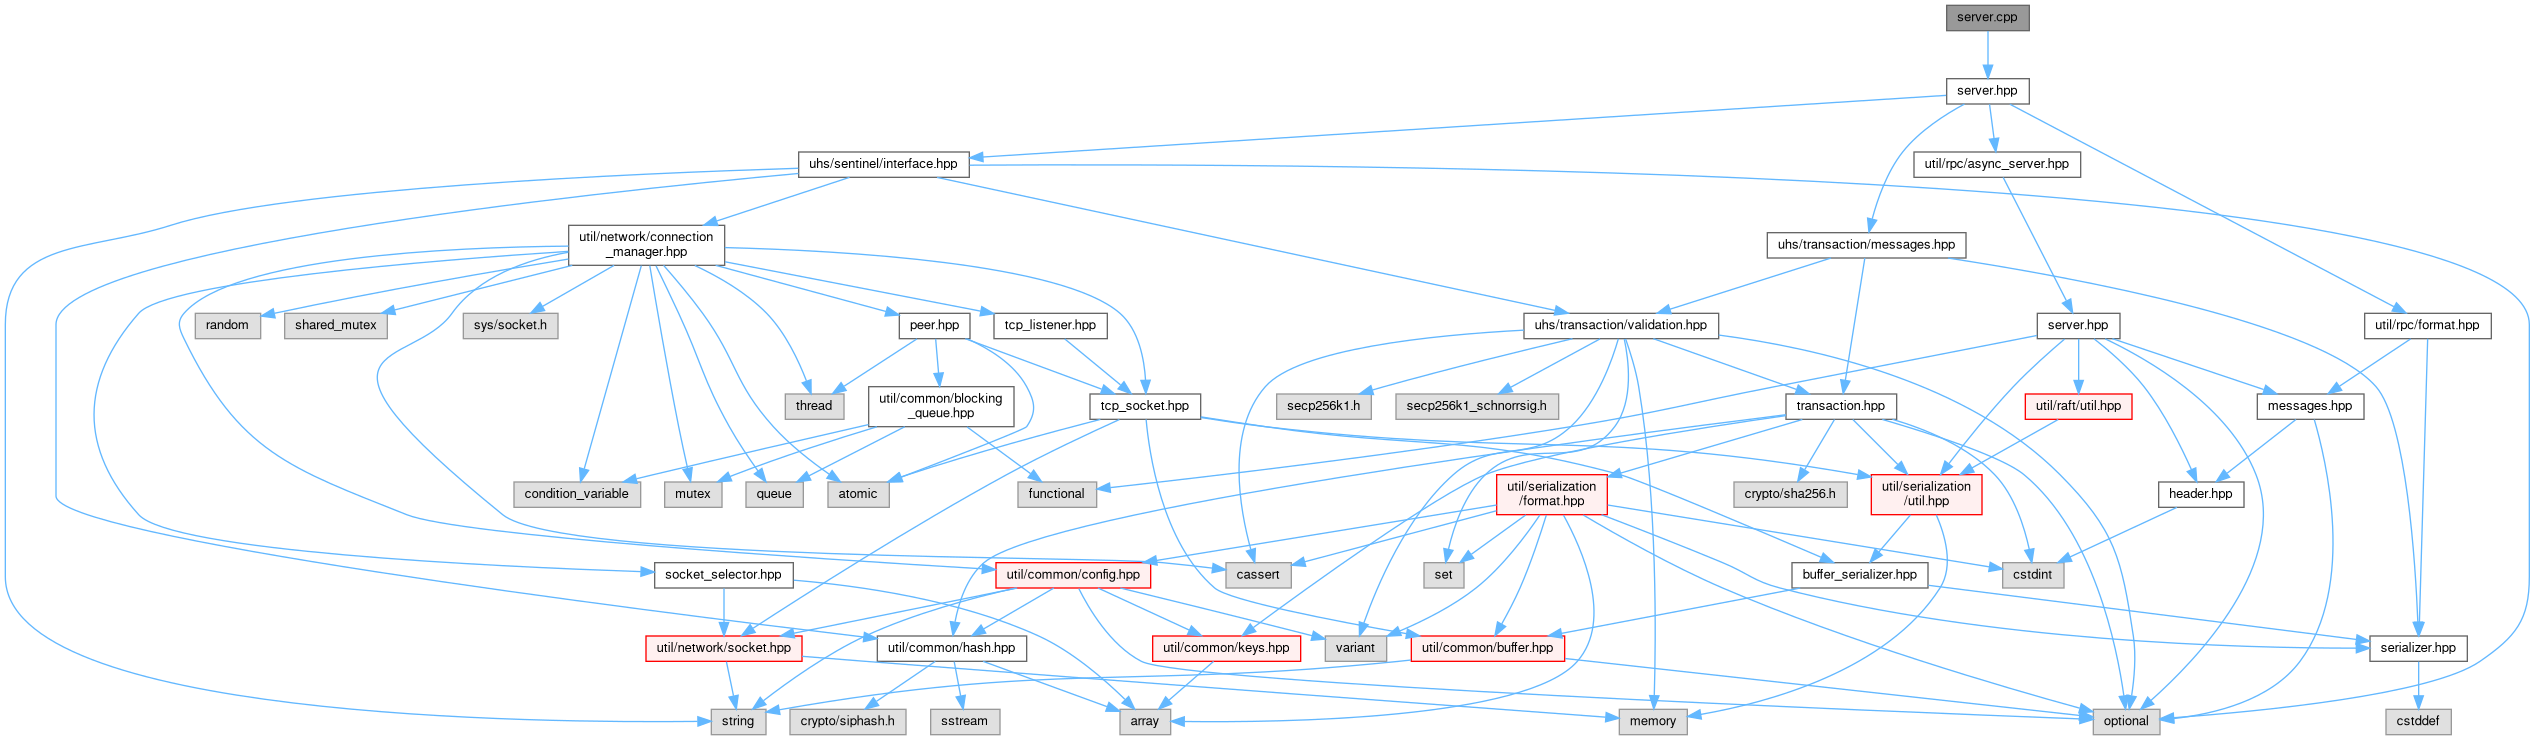 server.cpp
server.hpp
uhs/sentinel/interface.hpp
util/rpc/async_server.hpp
util/network/connection
_manager.hpp
uhs/transaction/messages.hpp
random
shared_mutex
sys/socket.h
peer.hpp
tcp_listener.hpp
uhs/transaction/validation.hpp
server.hpp
util/rpc/format.hpp
thread
util/common/blocking
_queue.hpp
tcp_socket.hpp
secp256k1.h
secp256k1_schnorrsig.h
transaction.hpp
util/raft/util.hpp
messages.hpp
condition_variable
mutex
queue
atomic
functional
util/serialization
/format.hpp
crypto/sha256.h
util/serialization
/util.hpp
header.hpp
socket_selector.hpp
util/common/config.hpp
cassert
set
buffer_serializer.hpp
cstdint
util/network/socket.hpp
util/common/hash.hpp
util/common/keys.hpp
variant
util/common/buffer.hpp
serializer.hpp
string
crypto/siphash.h
sstream
array
memory
optional
cstddef